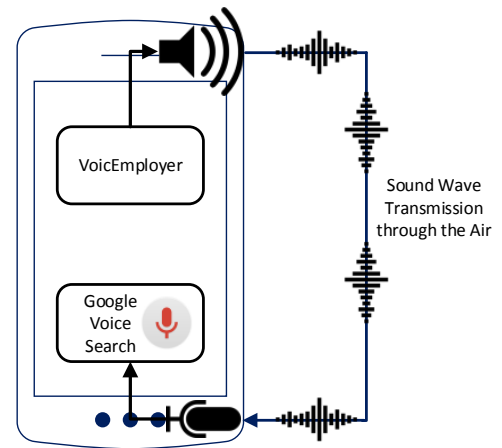 VoicEmployer
Sound Wave
Transmission
through the Air
Google
Voice
Search